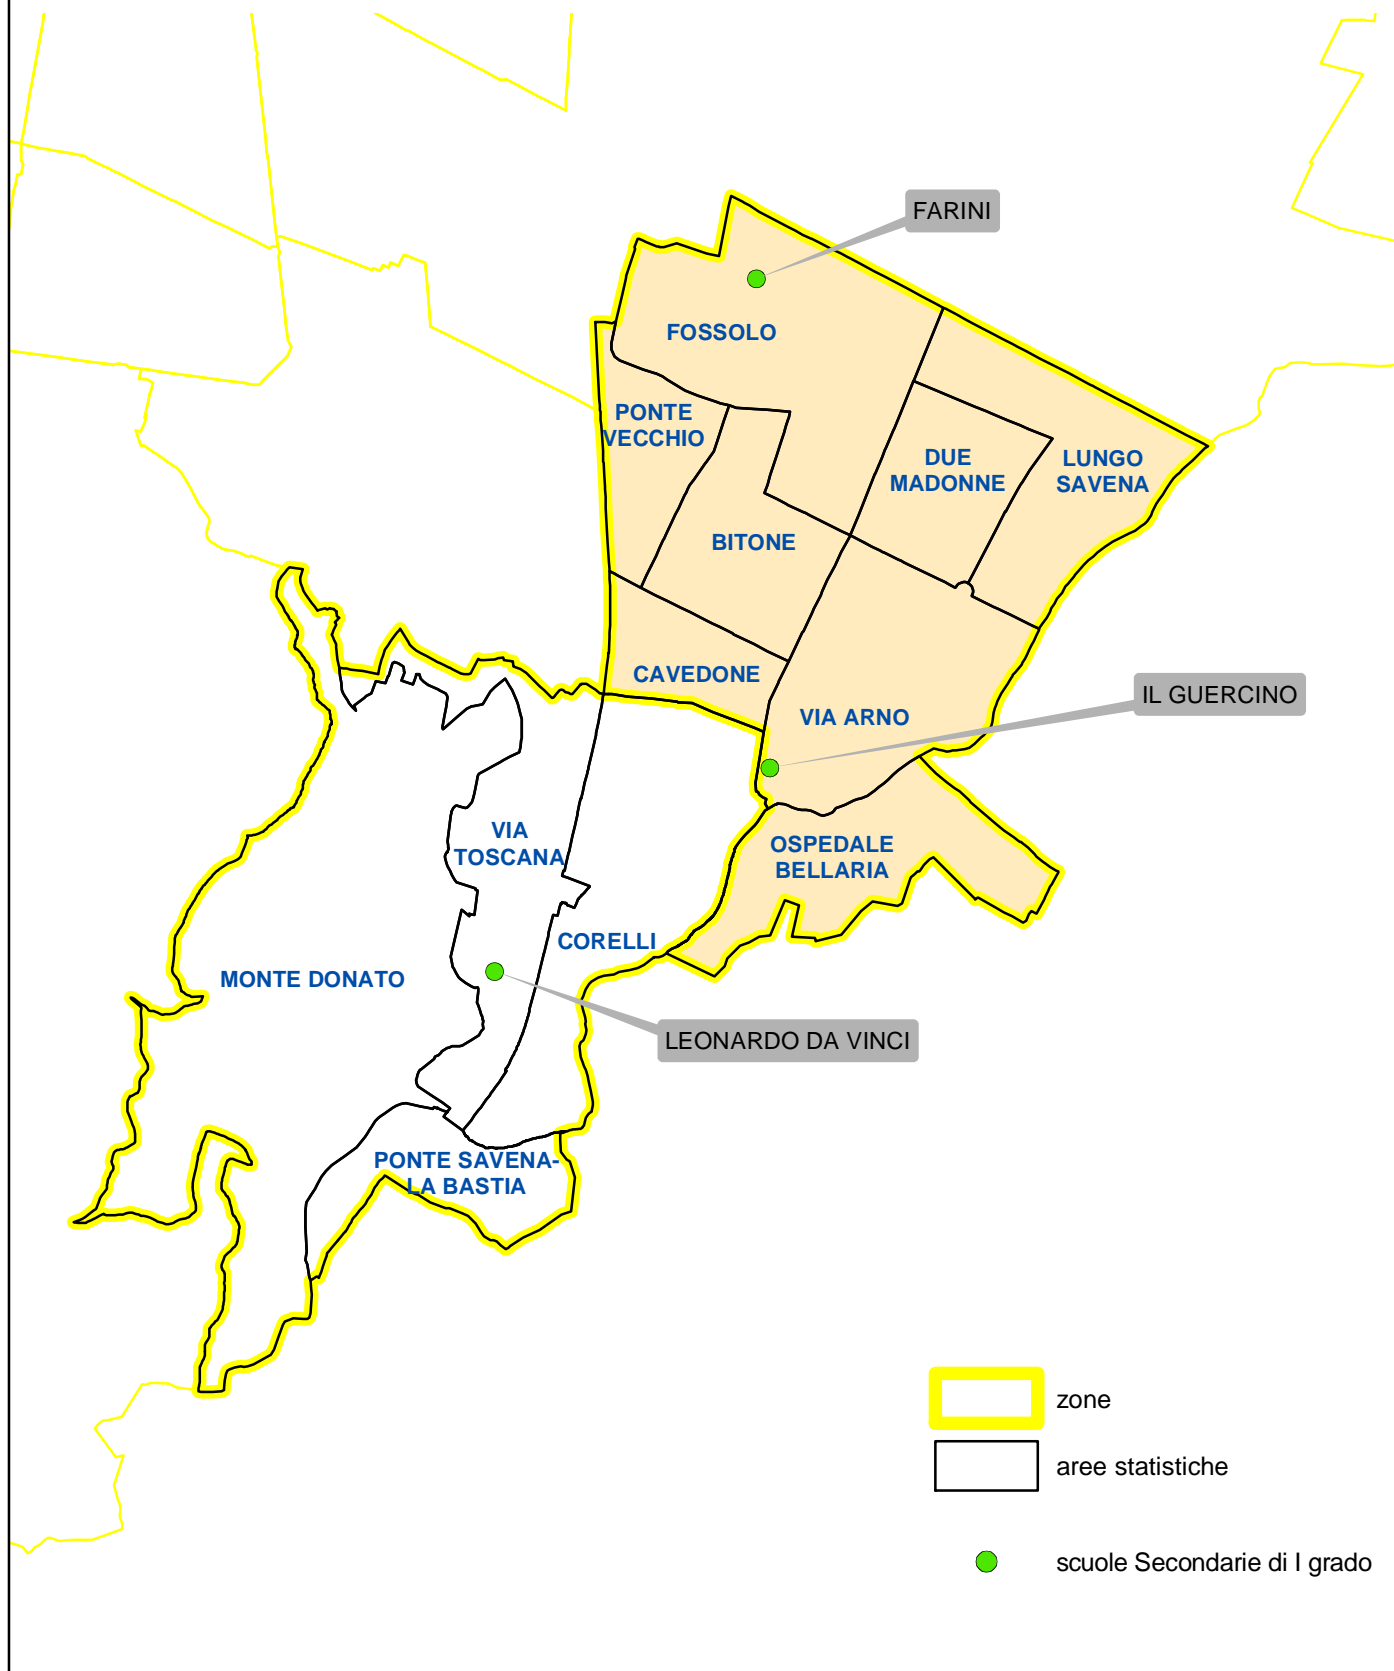 FARINI
FOSSOLO
PONTE
VECCHIO
DUE
MADONNE
LUNGO
SAVENA
BITONE
CAVEDONE
IL GUERCINO
VIA ARNO
VIA
TOSCANA
OSPEDALE
BELLARIA
CORELLI
MONTE DONATO
LEONARDO DA VINCI
PONTE SAVENA-
LA BASTIA
zone
aree statistiche
scuole Secondarie di I grado